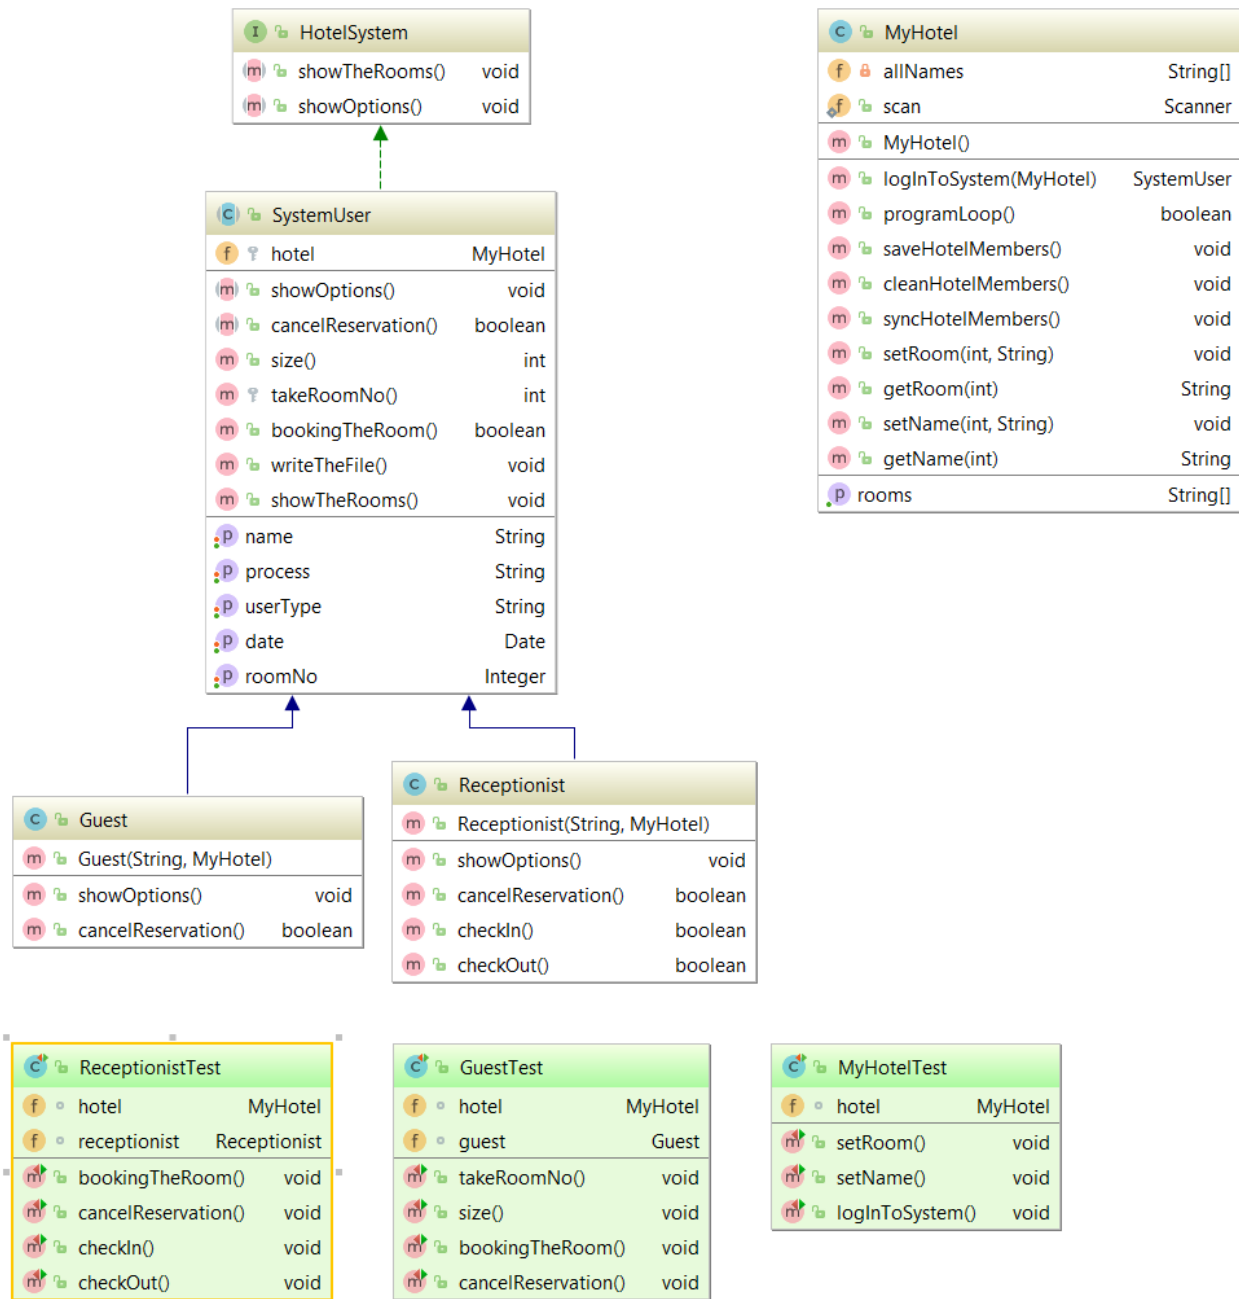 I HotelSystem
m showTheRooms() void
m showOptions() void
C SystemUser
f hotel MyHotel
m showOptions() void
m cancelReservation() boolean
m size() int
m takeRoomNo() int
m bookingTheRoom() boolean
m writeTheFile() void
m showTheRooms() void
p name String
p process String
p userType String
p date Date
p roomNo Integer
C MyHotel
f allNames String[]
f scan Scanner
m MyHotel()
m logInToSystem(MyHotel) SystemUser
m programLoop() boolean
m saveHotelMembers() void
m cleanHotelMembers() void
m syncHotelMembers() void
m setRoom(int, String) void
m getRoom(int) String
m setName(int, String) void
m getName(int) String
p rooms String[]
C Guest
m Guest(String, MyHotel)
m showOptions() void
m cancelReservation() boolean
C Receptionist
m Receptionist(String, MyHotel)
m showOptions() void
m cancelReservation() boolean
m checkIn() boolean
m checkOut() boolean
C ReceptionistTest
f hotel MyHotel
f receptionist Receptionist
m bookingTheRoom() void
m cancelReservation() void
m checkIn() void
m checkOut() void
C GuestTest
f hotel MyHotel
f guest Guest
m takeRoomNo() void
m size() void
m bookingTheRoom() void
m cancelReservation() void
C MyHotelTest
f hotel MyHotel
m setRoom() void
m setName() void
m logInToSystem() void